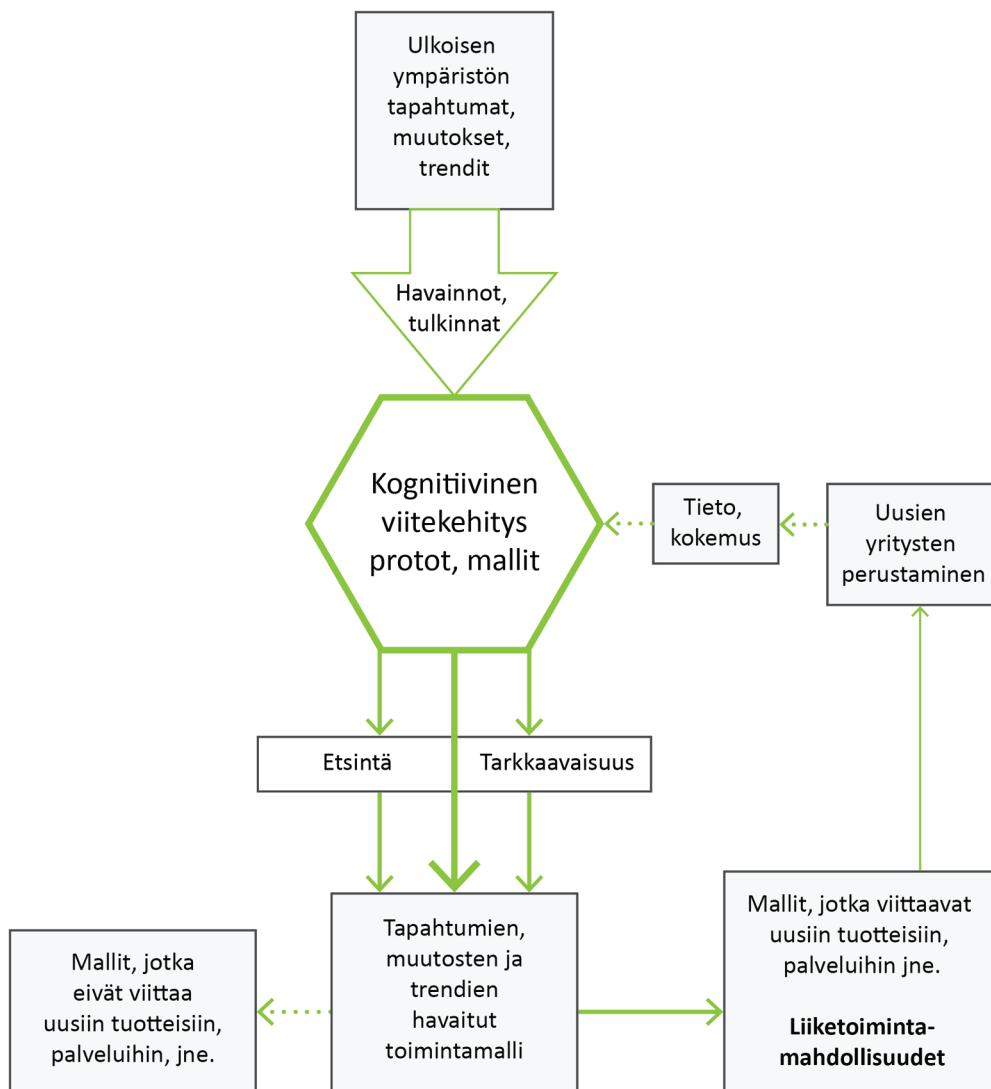 Ulkoisen
ympäristön
tapahtumat,
muutokset,
trendit
Havainnot,
tulkinnat
Kognitiivinen
viitekehitys
protot, mallit
Tieto,
kokemus
Uusien
yritysten
perustaminen
Etsintä
Tarkkaavaisuus
Mallit, jotka
eivät viittaa
uusiin tuotteisiin,
palveluihin, jne.
Tapahtumien,
muutosten ja
trendien
havaitut
toimintamalli
Mallit, jotka viittaavat
uusiin tuotteisiin,
palveluihin jne.
Liiketoiminta-
mahdollisuudet